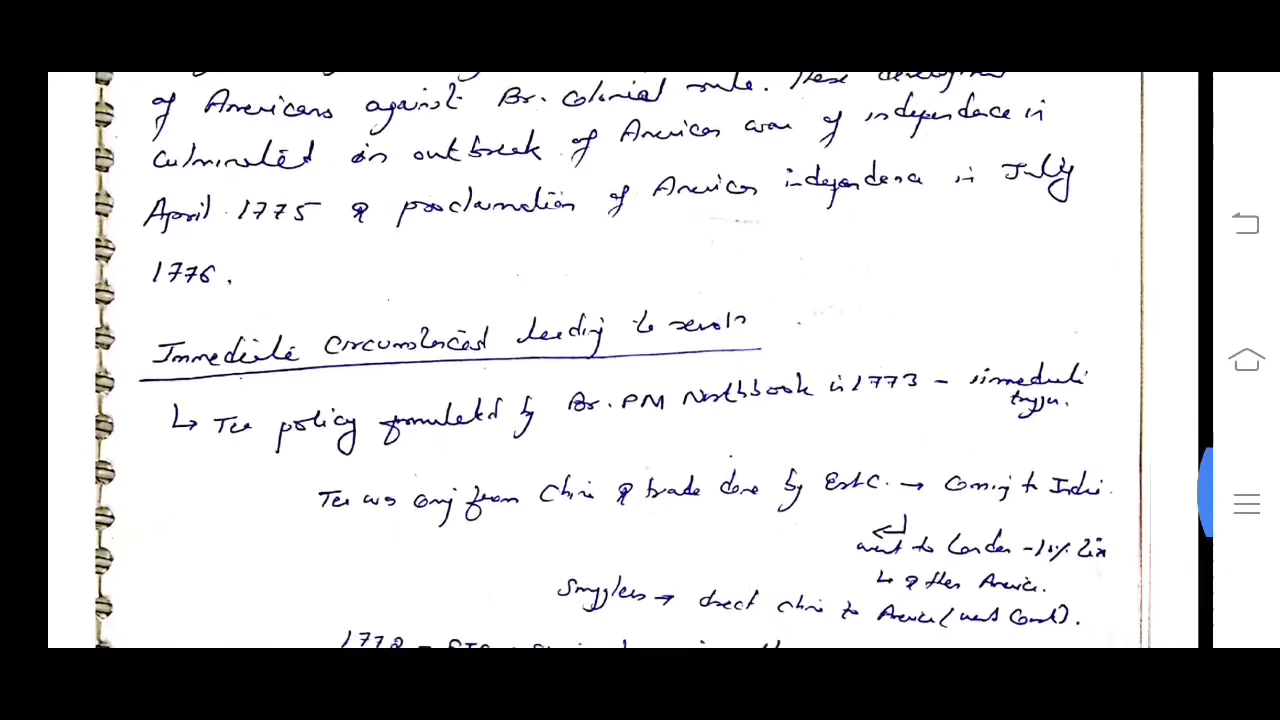 of Americans against Br. Colonial rule. These
culminated in outbreak of American war of independence in
April 1775 & proclamation of American independence in July
1776.
Immediate circumstances leading to revolt
↳ Tea policy formulated by Br. PM Northbook in 1773 - immediate
trigger.
Tea was coming from China & trade done by EIC. → Coming to India.
went to London - 10% tax
↳ & then America.
Smugglers → direct China to America (west Coast).